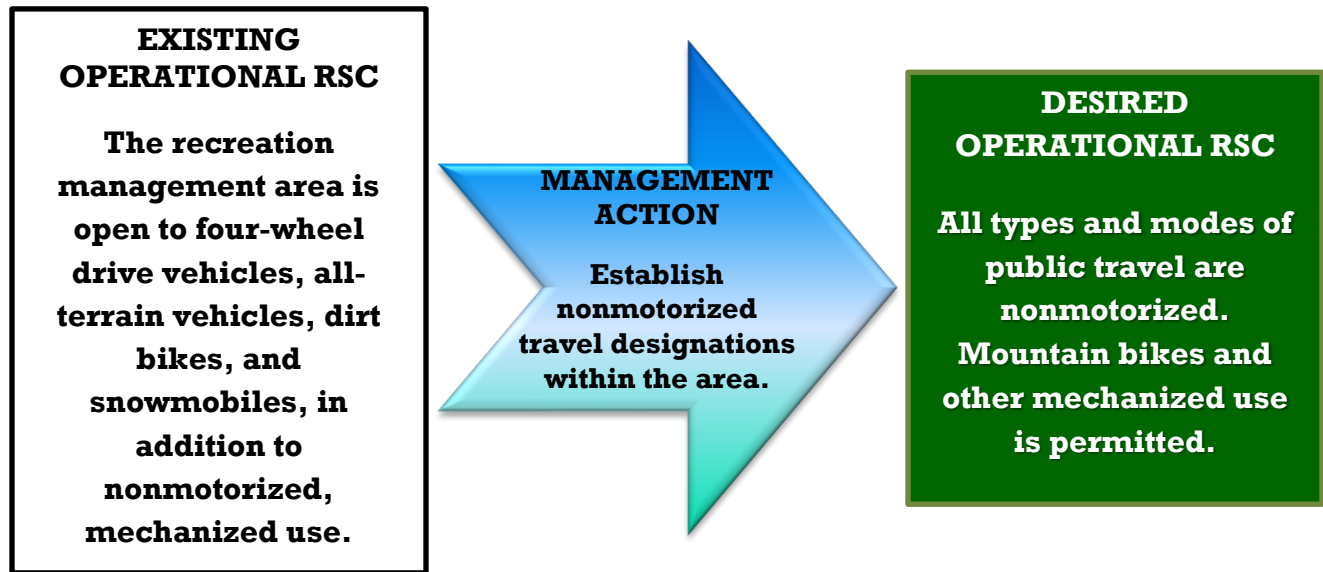 EXISTING
OPERATIONAL RSC
The recreation
management area is
open to four-wheel
drive vehicles, all-
terrain vehicles, dirt
bikes, and
snowmobiles, in
addition to
nonmotorized,
mechanized use.
MANAGEMENT
ACTION
Establish
nonmotorized
travel designations
within the area.
DESIRED
OPERATIONAL RSC
All types and modes of
public travel are
nonmotorized.
Mountain bikes and
other mechanized use
is permitted.